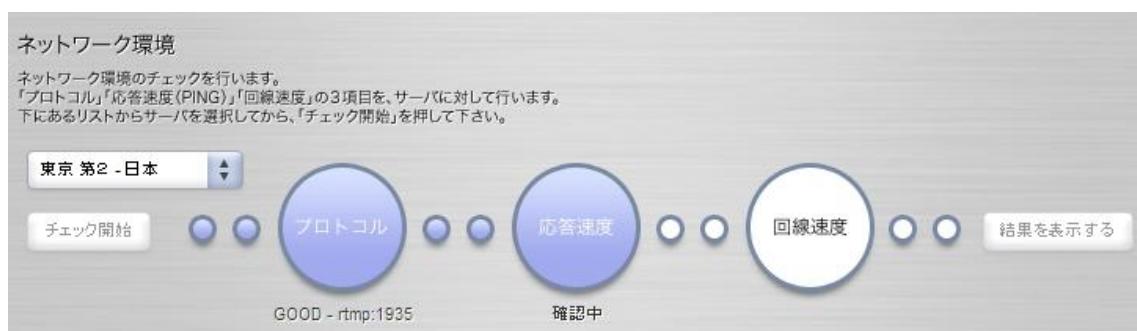 ネットワーク環境
ネットワーク環境のチェックを行います。
「プロトコル」「応答速度(PING)」「回線速度」の3項目を、サーバに対して行います。
下にあるリストからサーバを選択してから、「チェック開始」を押して下さい。
東京 第2 -日本
チェック開始
プロトコル
応答速度
回線速度
結果を表示する
GOOD - rtmp:1935
確認中